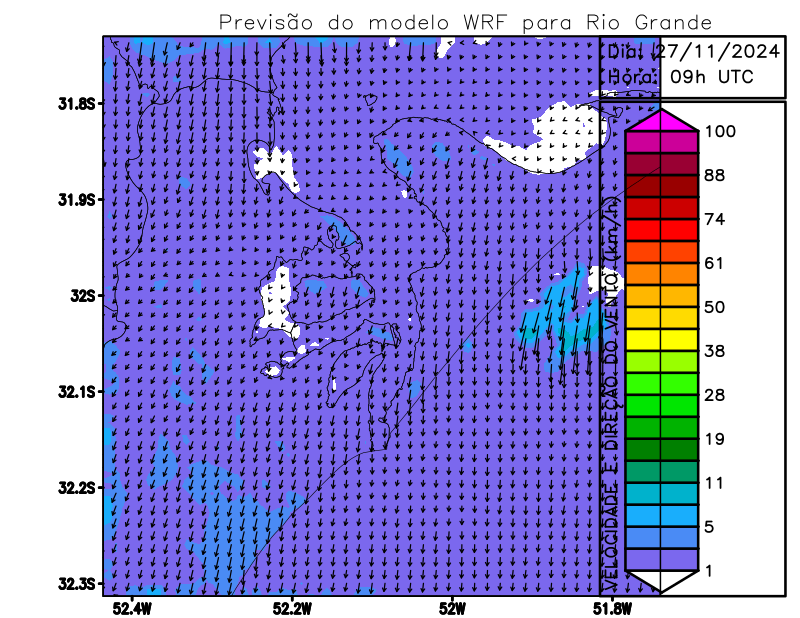 Previsão do modelo WRF para Rio Grande
Dia: 27/11/2024
Hora: 09h UTC
31.8S
31.9S
32S
32.1S
32.2S
32.3S
52.4W
52.2W
52W
51.8W
VELOCIDADE E DIREÇÃO DO VENTO (km/h)
100
88
74
61
50
38
28
19
11
5
1